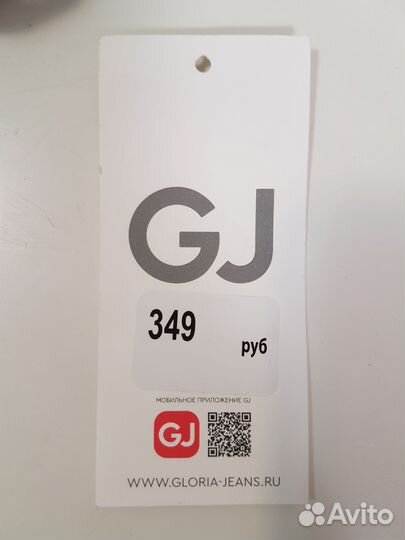 GJ
349
руб
МОБИЛЬНОЕ ПРИЛОЖЕНИЕ GJ
GJ
WWW.GLORIA-JEANS.RU
Avito